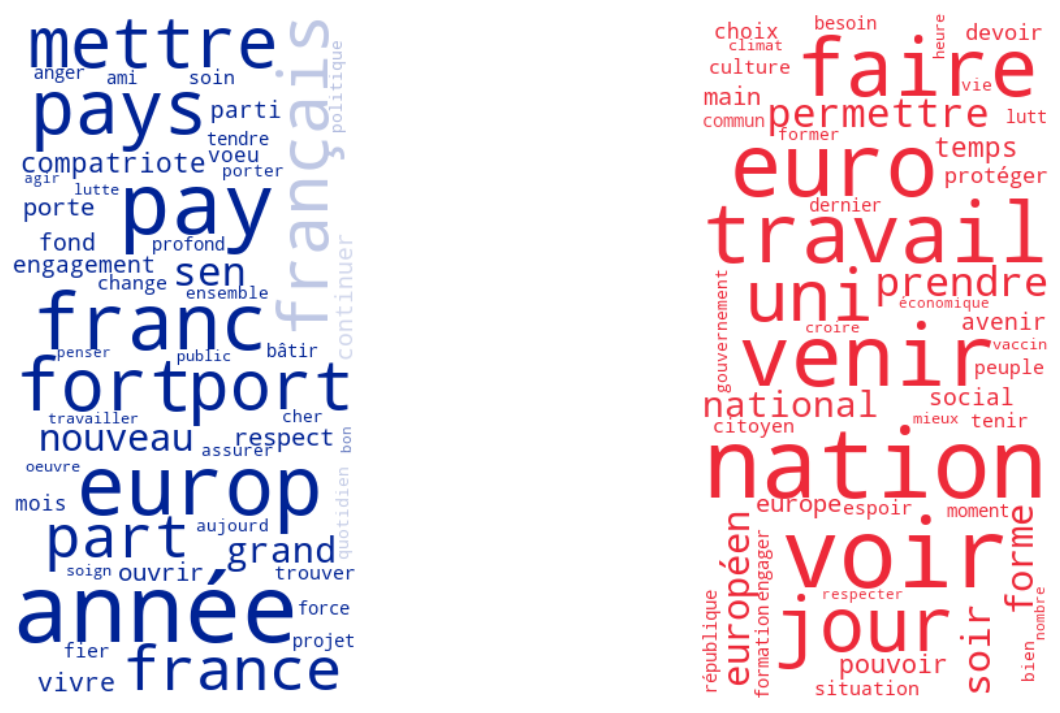 mettre
français
politique
anger
ami
soin
pays
parti
tendre
compatriote
voeu
porter
agir
lutte
pay
porte
fond
profond
continuer
engagement
sen
change
ensemble
franc
penser
public
bâtir
fort
port
travailler
cher
nouveau
respect
bon
assurer
oeuvre
europ
quotidien
mois
part
aujourd
grand
soign
ouvrir
trouver
année
force
projet
fier
france
vivre
choix
besoin
heure
devoir
climat
faire
culture
vie
main
permettre
commun
lutt
former
euro
temps
protéger
dernier
travail
gouvernement
uni
prendre
économique
croire
avenir
venir
vaccin
peuple
national
social
citoyen
mieux
tenir
nation
europe
espoir
moment
européen
engager
voir
forme
république
formation
respecter
jour
soir
nombre
bien
pouvoir
situation